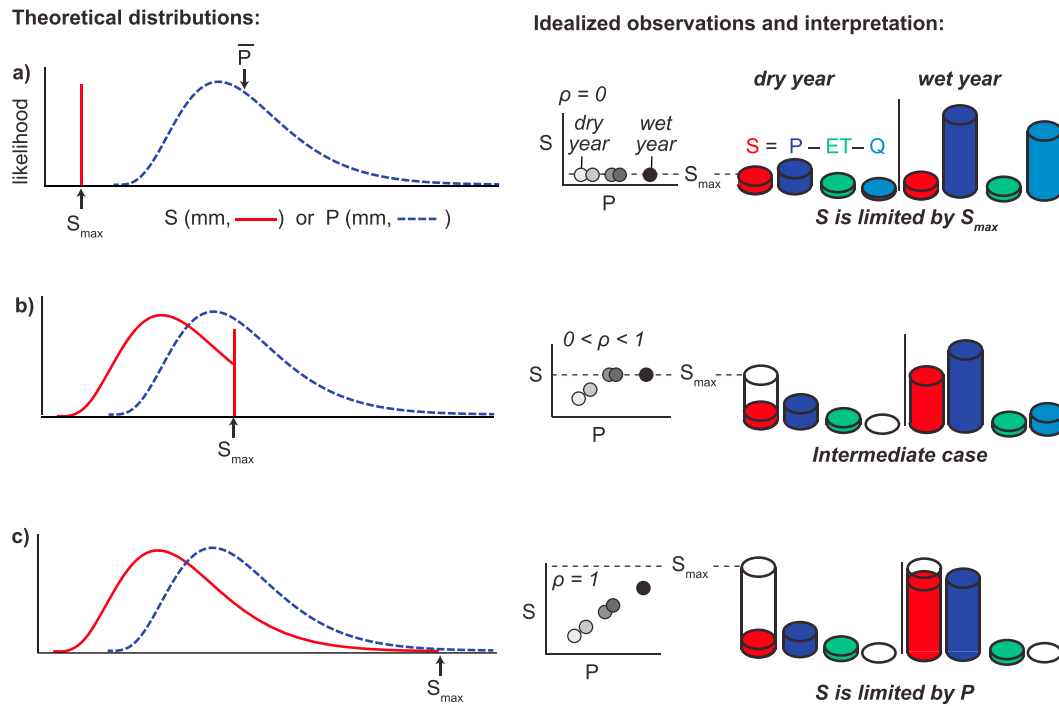 Theoretical distributions:
Idealized observations and interpretation:
a)
likelihood
P̅
S_max
S (mm, ) or P (mm, )
ρ = 0
dry year
wet year
S
P
S_max
dry year
wet year
S = P – ET – Q
S is limited by S_max
b)
S_max
0 < ρ < 1
S
P
S_max
Intermediate case
c)
S_max
ρ = 1
S
P
S_max
S is limited by P